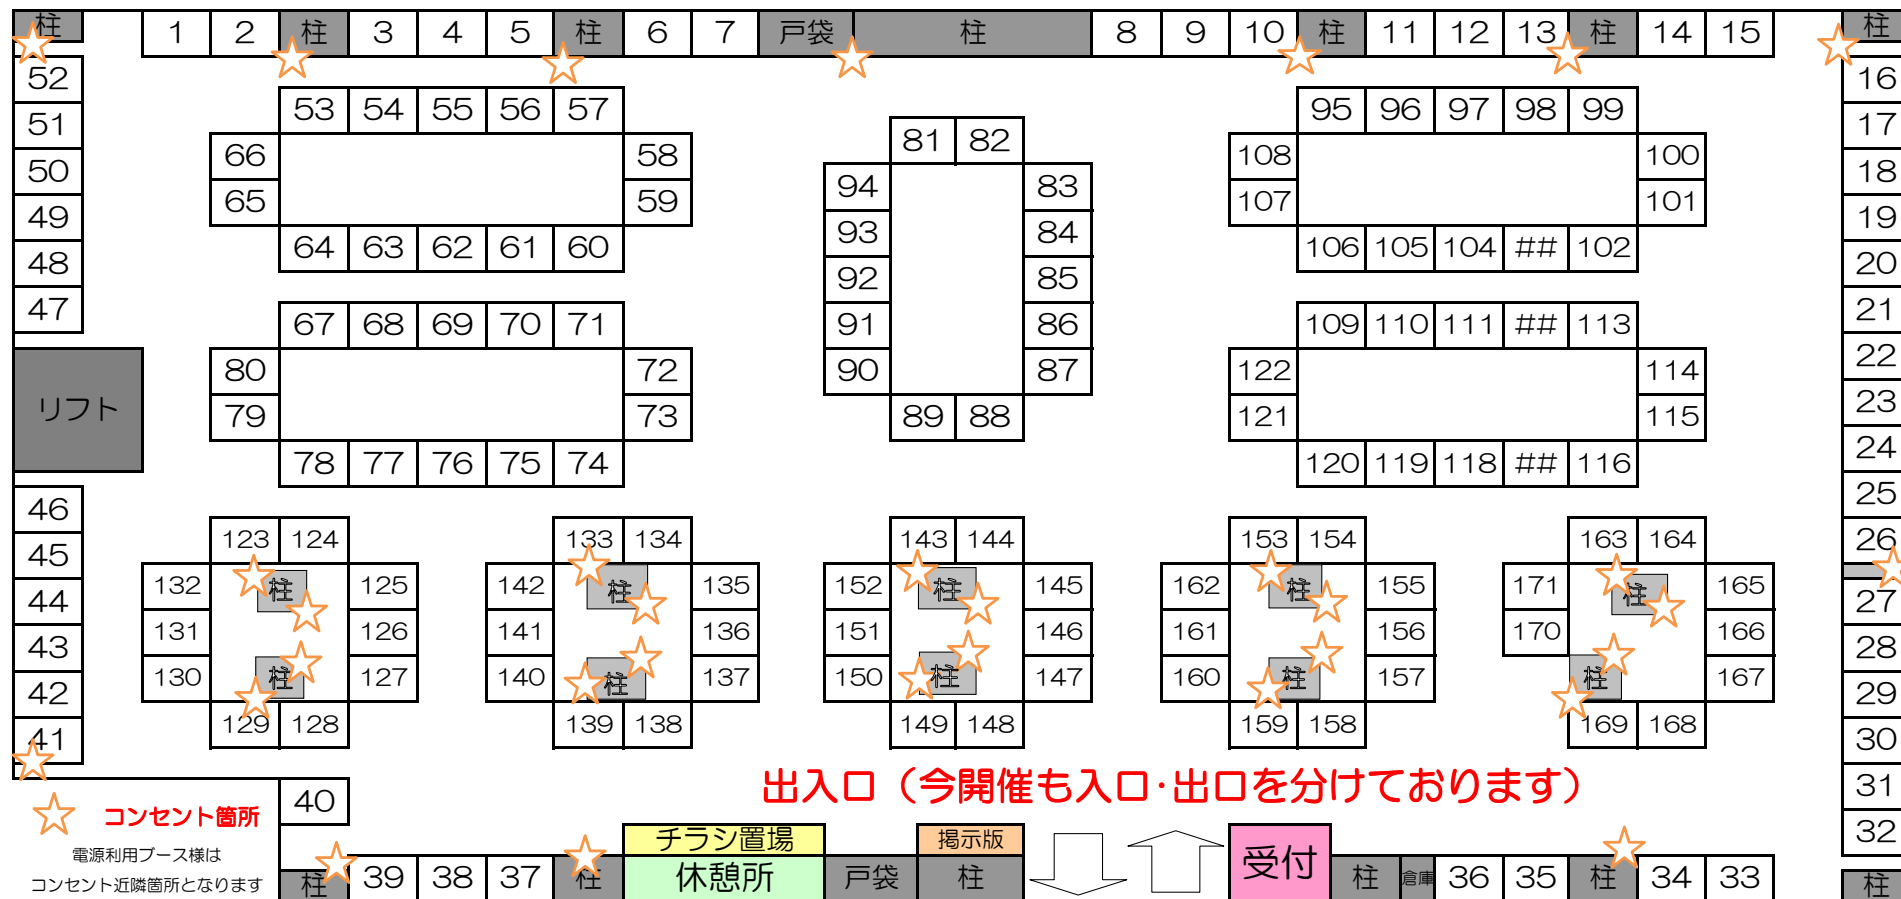 柱 1 2 柱 3 4 5 柱 6 7 戸袋 柱 8 9 10 柱 11 12 13 柱 14 15 柱
52 16
53 54 55 56 57 95 96 97 98 99
51 17
81 82
66 58 108 100
50 18
94 83
65 59 107 101
49 19
93 84
64 63 62 61 60 106 105 104 ## 102
48 20
92 85
47 21
67 68 69 70 71 91 86 109 110 111 ## 113
22
80 72 90 87 122 114
リフト 23
79 73 89 88 121 115
24
78 77 76 75 74 120 119 118 ## 116
25
46
123 124 133 134 143 144 153 154 163 164 26
45
132 柱 125 142 柱 135 152 柱 145 162 柱 155 171 柱 165
44 27
131 126 141 136 151 146 161 156 170 166
43 28
130 柱 127 140 柱 137 150 柱 147 160 柱 157 柱 167
42 29
129 128 139 138 149 148 159 158 169 168
41 30
出入口（今開催も入口・出口を分けております）
31
40
コンセント箇所
32
チラシ置場 掲示版
電源利用ブース様は
コンセント近隣箇所となります
柱 39 38 37 柱 休憩所 戸袋 柱 受付 柱 倉庫 36 35 柱 34 33 柱